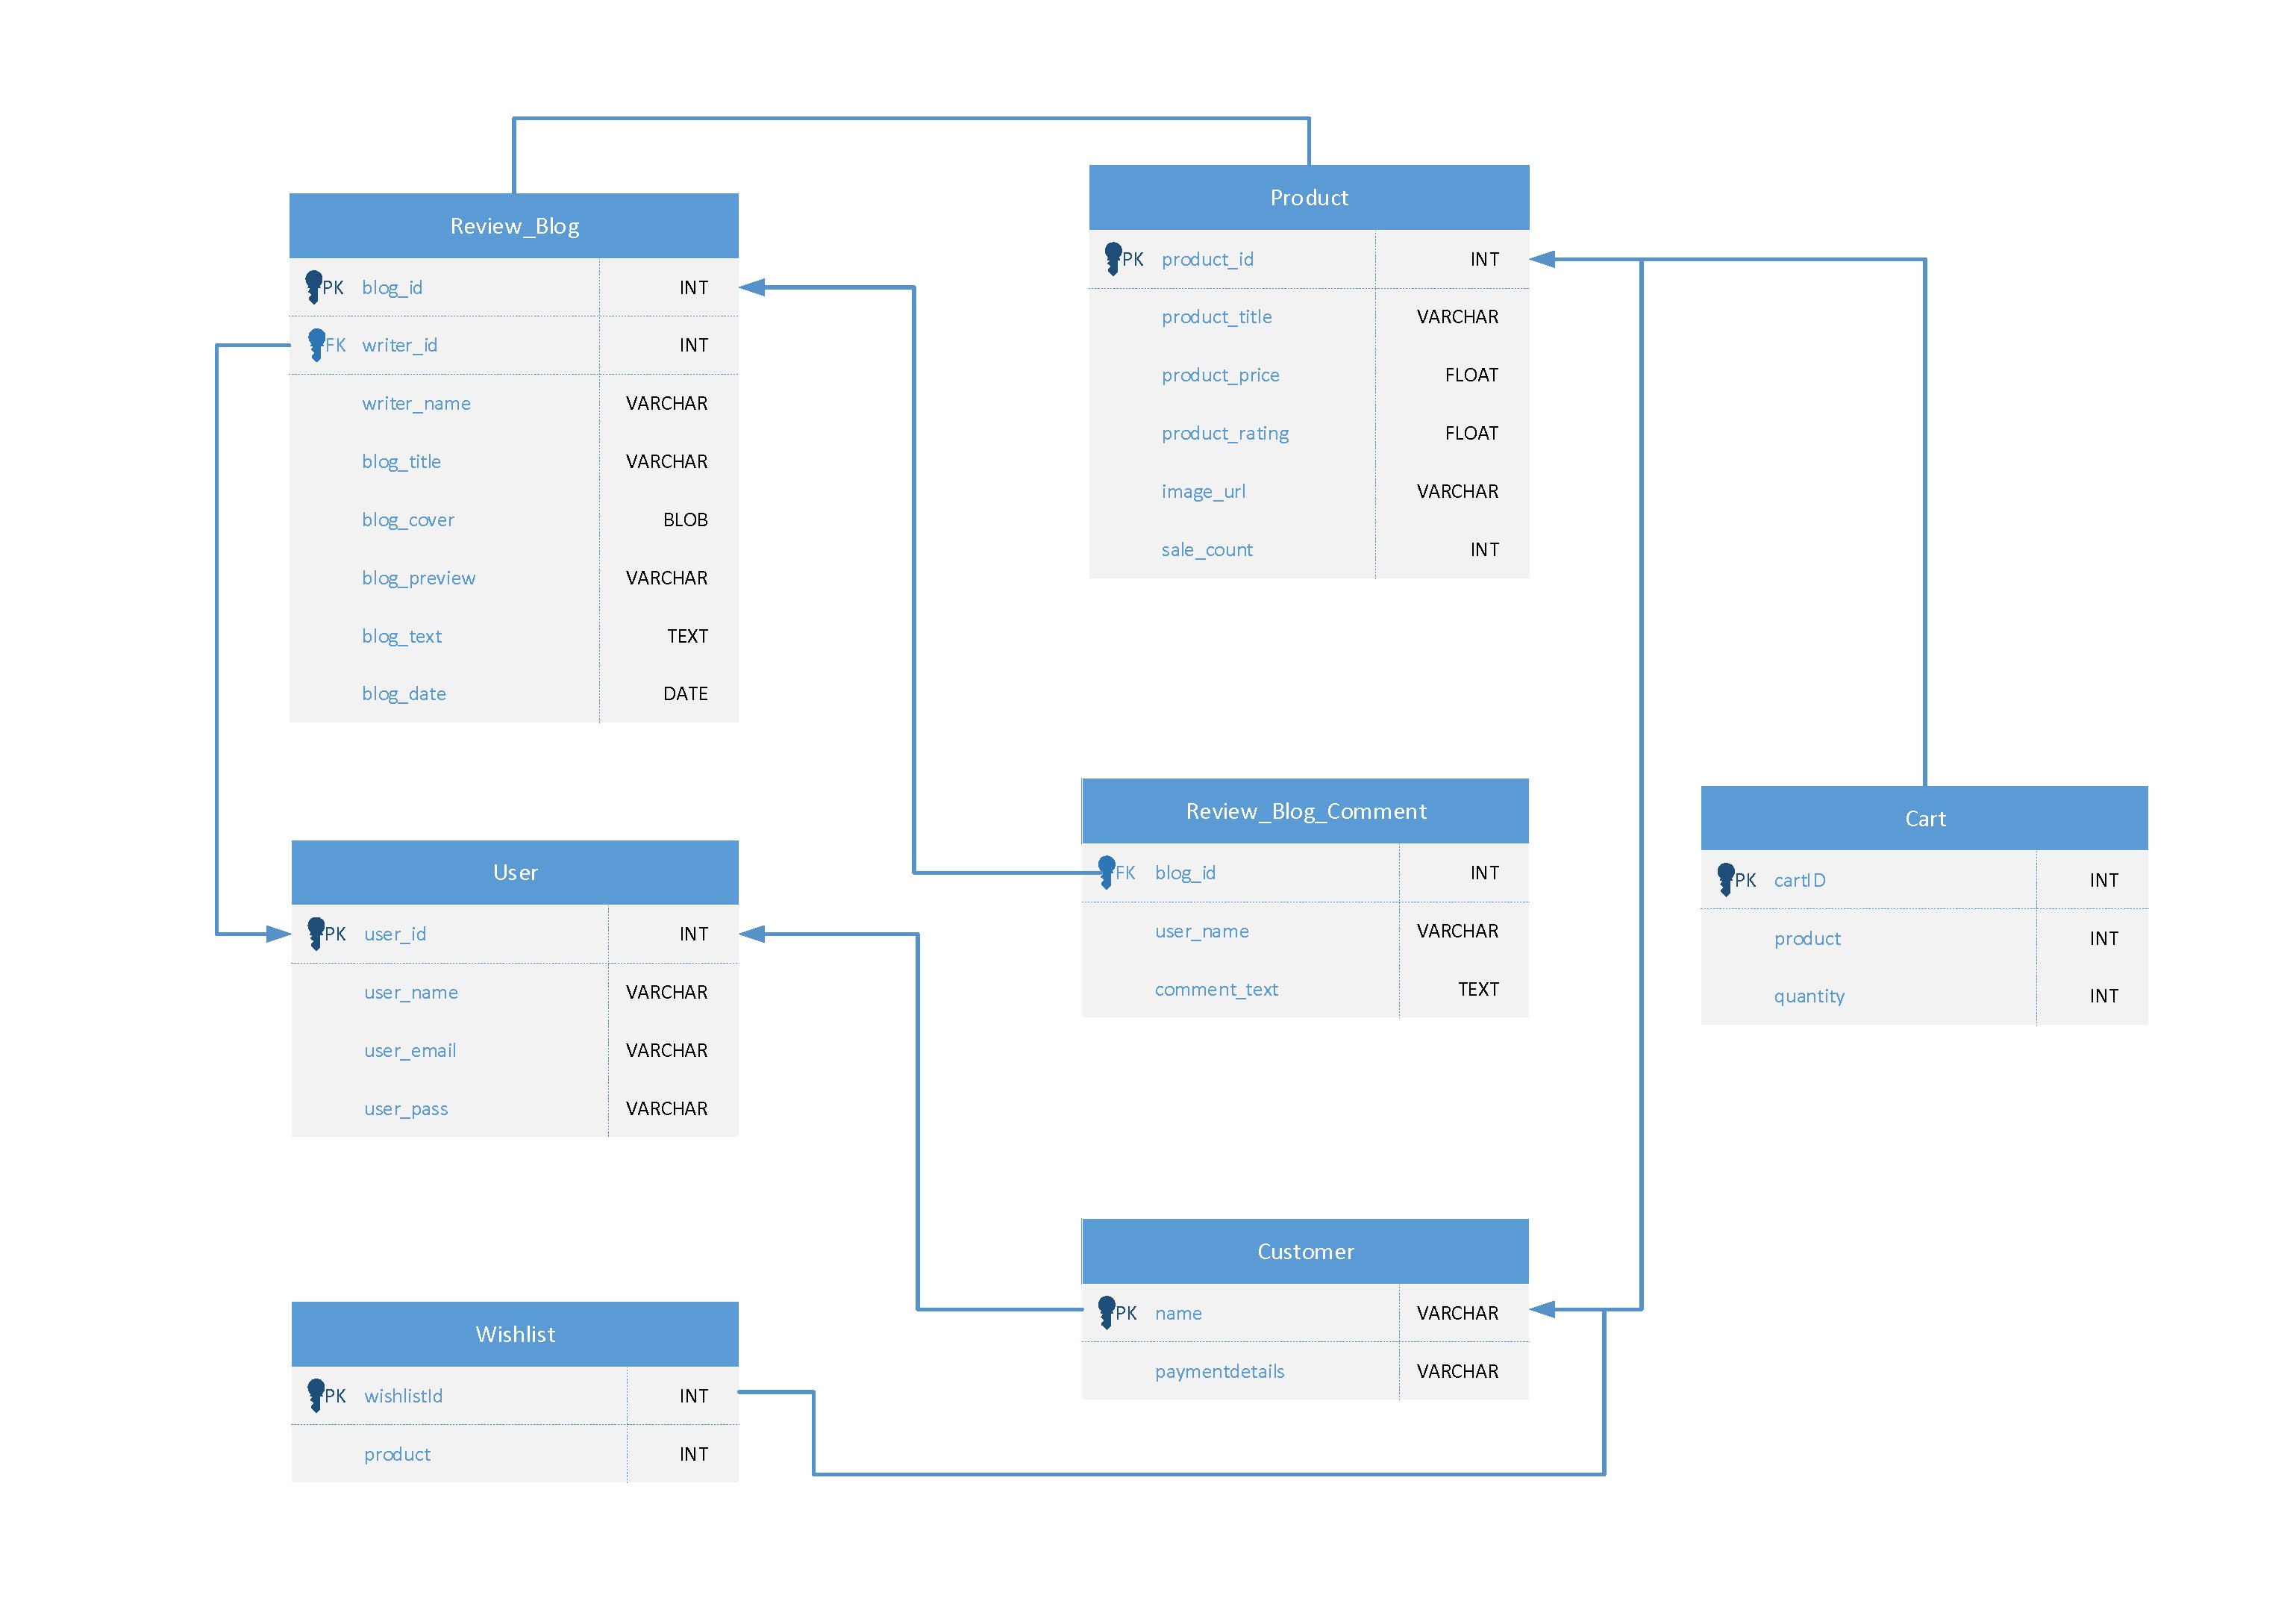 Review_Blog
PK blog_id INT
FK writer_id INT
writer_name VARCHAR
blog_title VARCHAR
blog_cover BLOB
blog_preview VARCHAR
blog_text TEXT
blog_date DATE
Product
PK product_id INT
product_title VARCHAR
product_price FLOAT
product_rating FLOAT
image_url VARCHAR
sale_count INT
User
PK user_id INT
user_name VARCHAR
user_email VARCHAR
user_pass VARCHAR
Review_Blog_Comment
FK blog_id INT
user_name VARCHAR
comment_text TEXT
Cart
PK cartID INT
product INT
quantity INT
Wishlist
PK wishlistId INT
product INT
Customer
PK name VARCHAR
paymentdetails VARCHAR